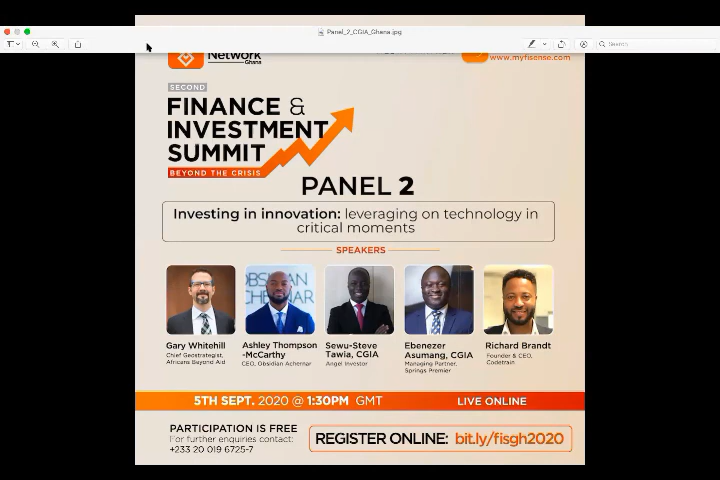 Panel_2_CGIA_Ghana.jpg
Search
Network
Ghana
www.myfisense.com
SECOND
FINANCE &
INVESTMENT
SUMMIT
BEYOND THE CRISIS
PANEL 2
Investing in innovation: leveraging on technology in
critical moments
SPEAKERS
Gary Whitehill
Chief Geostrategist,
Africans Beyond Aid
Ashley Thompson
-McCarthy
CEO, Obsidian Achernar
Sewu-Steve
Tawia, CGIA
Angel Investor
Ebenezer
Asumang, CGIA
Managing Partner,
Springs Premier
Richard Brandt
Founder & CEO,
Codetrain
5TH SEPT. 2020 @ 1:30PM GMT
LIVE ONLINE
PARTICIPATION IS FREE
For further enquiries contact:
+233 20 019 6725-7
REGISTER ONLINE: bit.ly/fisgh2020